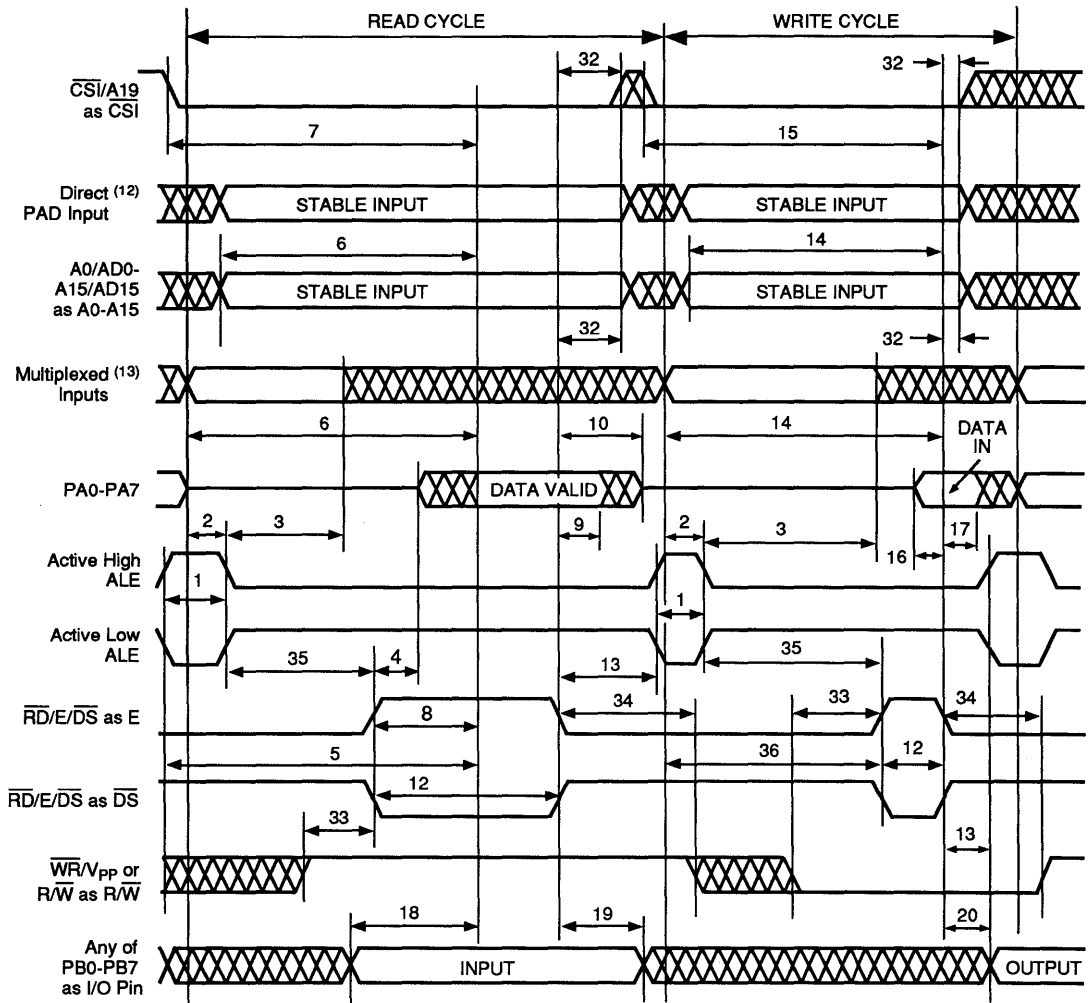 READ CYCLE
WRITE CYCLE
32
32
CSI/A19
as CSI
7
15
Direct (12)
PAD Input
STABLE INPUT
STABLE INPUT
6
14
A0/AD0-
A15/AD15
as A0-A15
STABLE INPUT
STABLE INPUT
32
32
Multiplexed (13)
Inputs
6
10
14
DATA
IN
PA0-PA7
DATA VALID
2
3
9
2
3
16
17
Active High
ALE
1
1
Active Low
ALE
35
4
13
35
RD/E/DS as E
8
34
33
34
5
36
12
RD/E/DS as DS
12
33
13
WR/VPP or
R/W as R/W
18
19
20
Any of
PB0-PB7
as I/O Pin
INPUT
OUTPUT